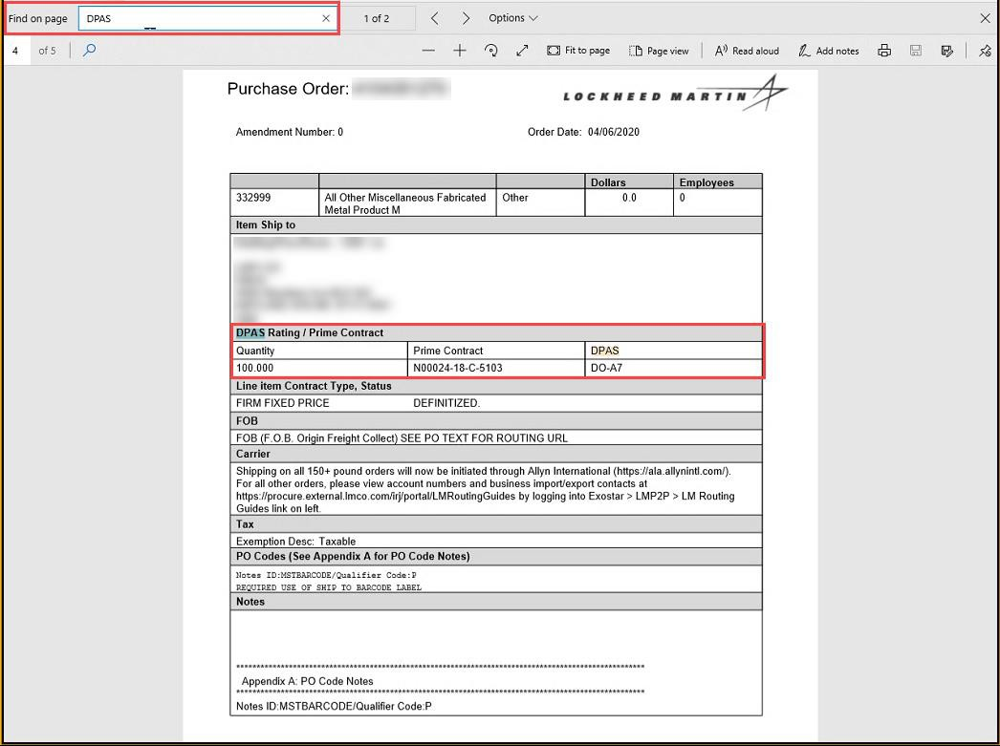 Find on page DPAS 1 of 2 Options
4 of 5 Fit to page Page view Read aloud Add notes
Purchase Order:
LOCKHEED MARTIN
Amendment Number: 0 Order Date: 04/06/2020
Dollars Employees
332999 All Other Miscellaneous Fabricated Other 0.0 0
Metal Product M
Item Ship to
DPAS Rating / Prime Contract
Quantity Prime Contract DPAS
100.000 N00024-18-C-5103 DO-A7
Line item Contract Type, Status
FIRM FIXED PRICE DEFINITIZED.
FOB
FOB (F.O.B. Origin Freight Collect) SEE PO TEXT FOR ROUTING URL
Carrier
Shipping on all 150+ pound orders will now be initiated through Allyn International (https://ala.allynintl.com/).
For all other orders, please view account numbers and business import/export contacts at
https://procure.external.lmco.com/irj/portal/LMRoutingGuides by logging into Exostar > LMP2P > LM Routing
Guides link on left.
Tax
Exemption Desc: Taxable
PO Codes (See Appendix A for PO Code Notes)
Notes ID:MSTBARCODE/Qualifier Code:P
REQUIRED USE OF SHIP TO BARCODE LABEL
Notes
Appendix A: PO Code Notes
Notes ID:MSTBARCODE/Qualifier Code:P